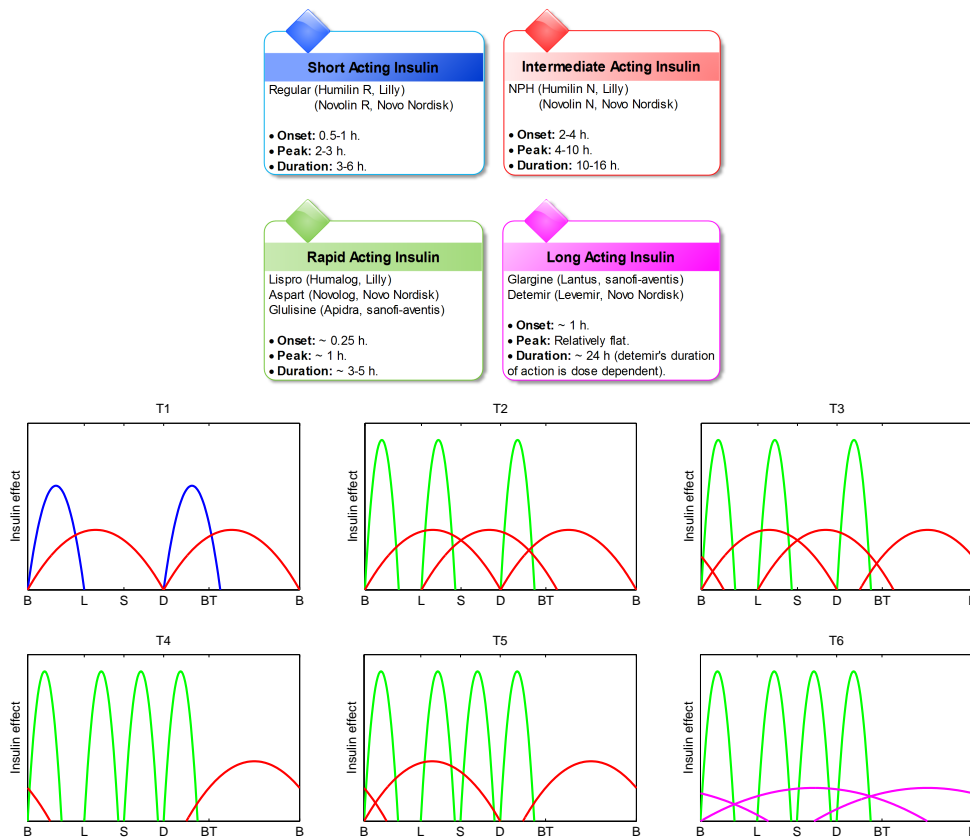 Short Acting Insulin
Regular (Humilin R, Lilly)
(Novolin R, Novo Nordisk)
• Onset: 0.5-1 h.
• Peak: 2-3 h.
• Duration: 3-6 h.
Intermediate Acting Insulin
NPH (Humilin N, Lilly)
(Novolin N, Novo Nordisk)
• Onset: 2-4 h.
• Peak: 4-10 h.
• Duration: 10-16 h.
Rapid Acting Insulin
Lispro (Humalog, Lilly)
Aspart (Novolog, Novo Nordisk)
Glulisine (Apidra, sanofi-aventis)
• Onset: ~ 0.25 h.
• Peak: ~ 1 h.
• Duration: ~ 3-5 h.
Long Acting Insulin
Glargine (Lantus, sanofi-aventis)
Detemir (Levemir, Novo Nordisk)
• Onset: ~ 1 h.
• Peak: Relatively flat.
• Duration: ~ 24 h (detemir's duration
of action is dose dependent).
T1
Insulin effect
B L S D BT B
T2
Insulin effect
B L S D BT B
T3
Insulin effect
B L S D BT
T4
Insulin effect
B L S D BT B
T5
Insulin effect
B L S D BT B
T6
Insulin effect
B L S D BT